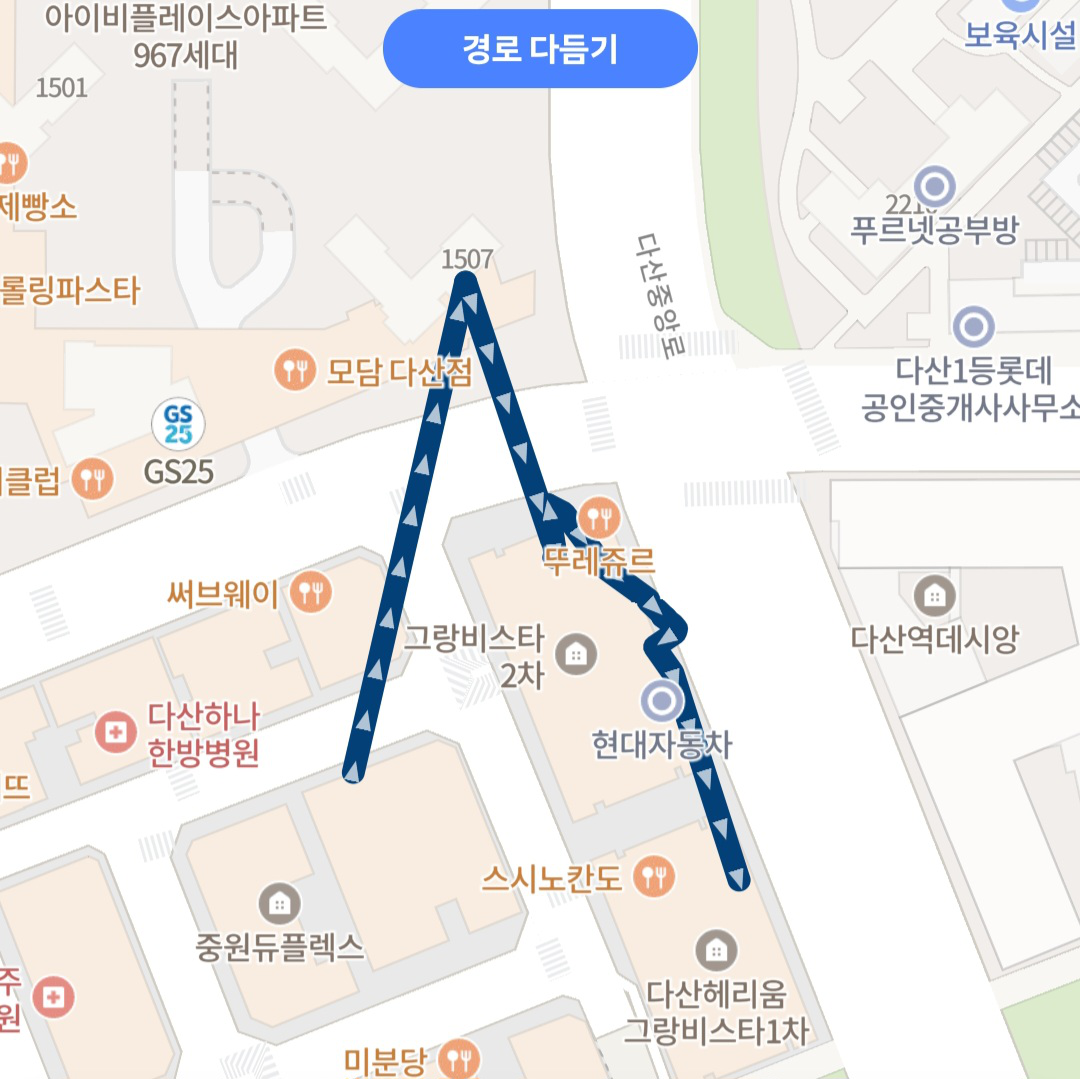 아이비플레이스아파트
967세대
경로 다듬기
보육시설
1501
제빵소
푸르넷공부방
롤링파스타
1507
다산중앙로
모담 다산점
다산1등롯데
공인중개사사무소
GS
25
GS25
클럽
뚜레쥬르
써브웨이
그랑비스타
2차
다산역데시앙
다산하나
한방병원
현대자동차
뜨
스시노칸도
중원듀플렉스
주
원
다산헤리움
그랑비스타1차
미분당